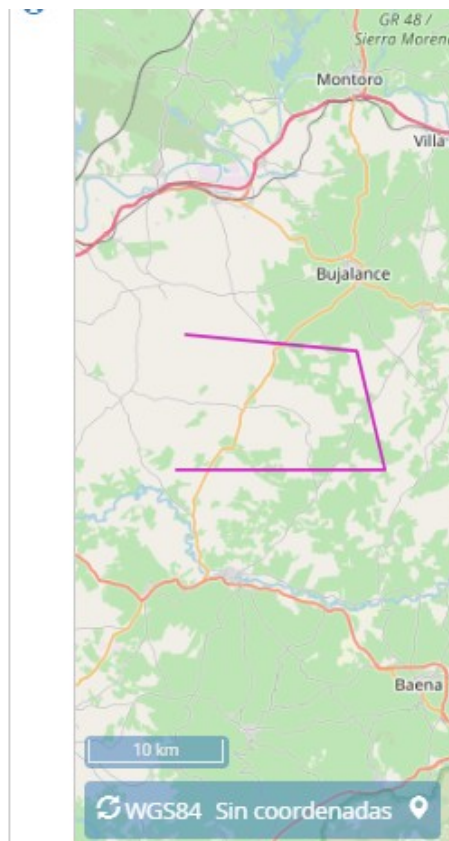 GR 48 /
Sierra Moren
Montoro
Villa
Bujalance
Baena
10 km
WGS84 Sin coordenadas